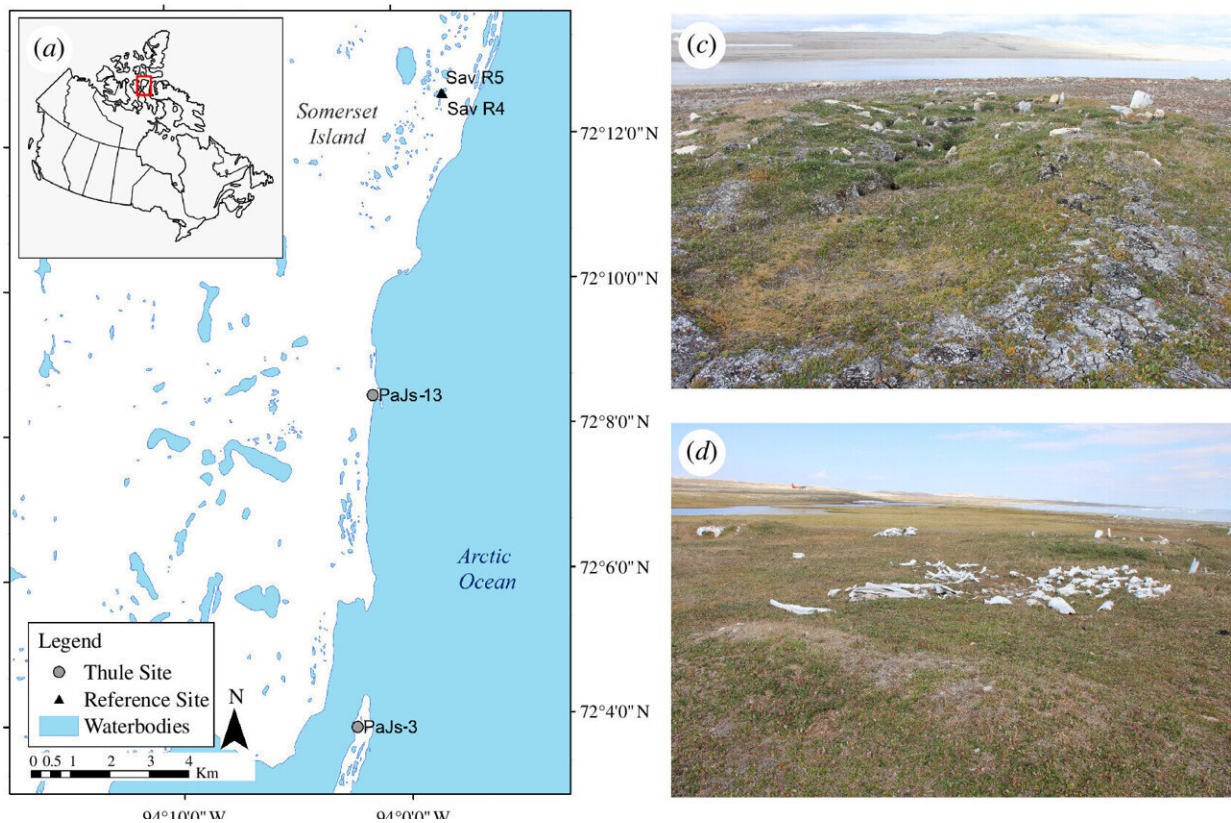 (a)
Sav R5
Sav R4
Somerset
Island
72°12'0"N
72°10'0"N
PaJs-13
72°8'0"N
72°6'0"N
Arctic
Ocean
Legend
Thule Site
Reference Site
Waterbodies
N
72°4'0"N
PaJs-3
0 0.5 1 2 3 4
Km
94°10'0"W
94°0'0"W
(c)
(d)